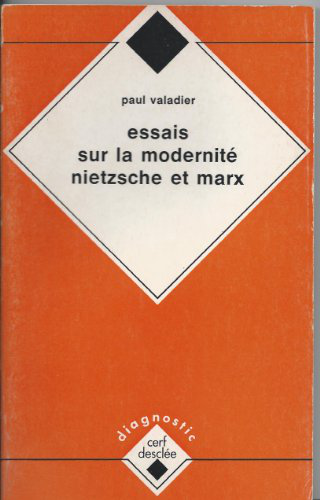 paul valadier
essais
sur la modernité
nietzsche et marx
diagnostic
cerf
desclée